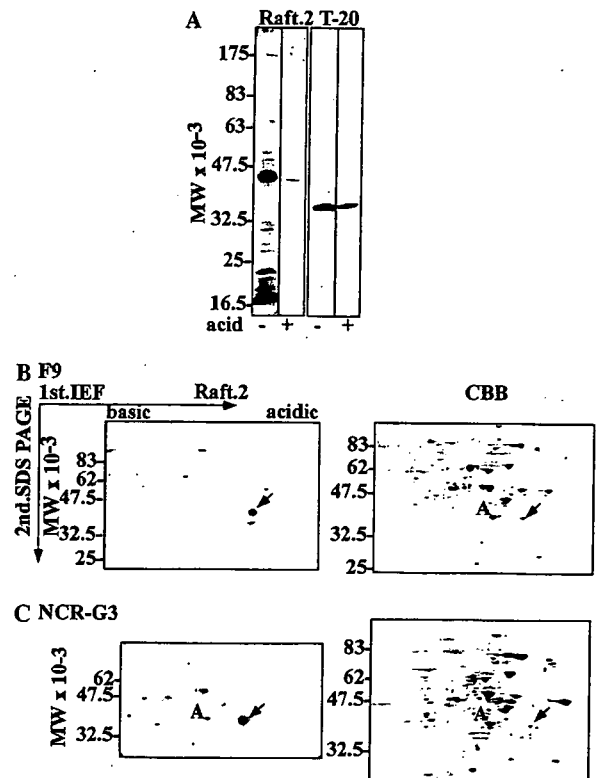 A
Raft.2 T-20
MW x 10-3
175
83
63
47.5
32.5
25
16.5
acid - + - +
B F9
1st.IEF Raft.2 CBB
basic acidic
2nd.SDS PAGE
MW x 10-3
83
62
47.5
32.5
25
83
62
47.5
32.5
25
A
C NCR-G3
MW x 10-3
62
47.5
32.5
A
83
62
47.5
32.5
A